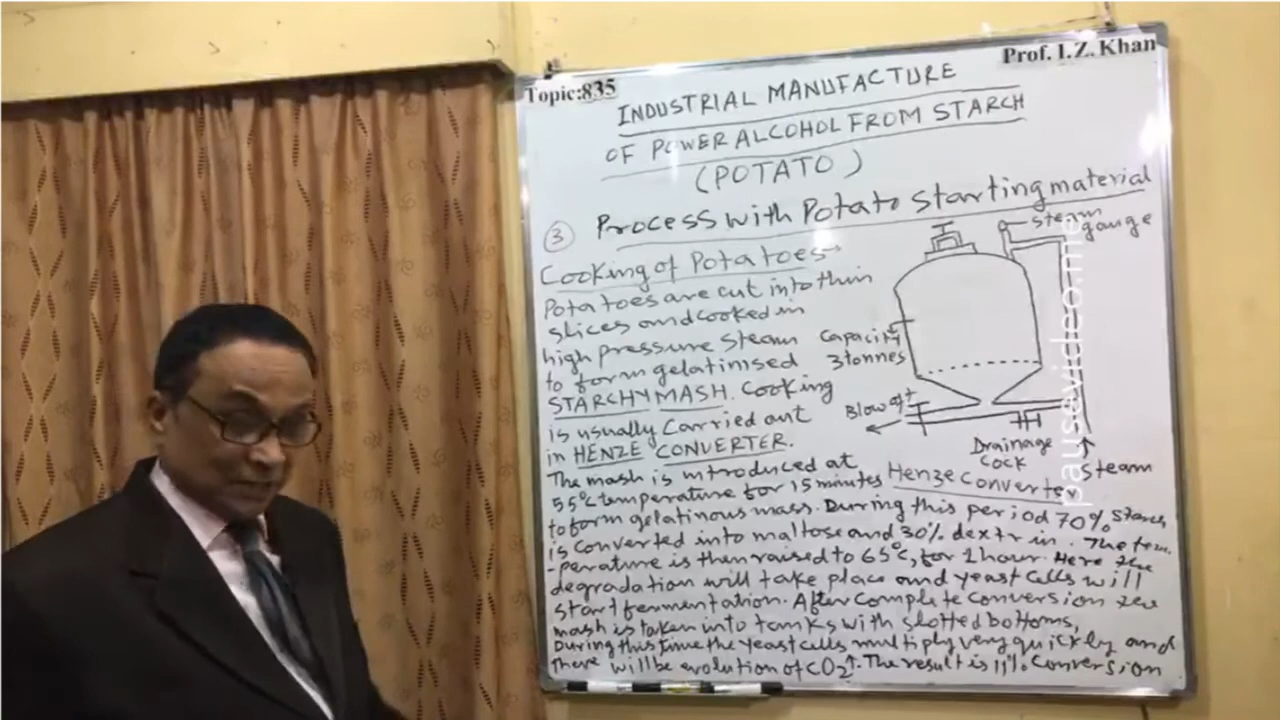 Topic:835
Prof. I.Z. Khan
INDUSTRIAL MANUFACTURE
OF POWER ALCOHOL FROM STARCH
(POTATO)
③ Process with Potato starting material
Cooking of Potatoes→
Potatoes are cut into thin
slices and cooked in
high pressure steam
to form gelatinised
STARCHY MASH. Cooking
is usually carried out
in HENZE CONVERTER.
The mash is introduced at
55°C temperature for 15 minutes
to form gelatinous mass. During this period 70% starch
is converted into maltose and 30% dextrin. The tem.
-perature is then raised to 65°C, for 1 hour. Here the
degradation will take place and yeast cells will
start fermentation. After complete conversion the
mash is taken into tanks with slotted bottoms,
During this time the yeast cells multiply very quickly and
there will be evolution of CO2↑. The result is 11% conversion
Steam
gauge
Capacity
3 tonnes
Blow off
Drainage
cock
Steam
Henze Converter
pausevideo.me